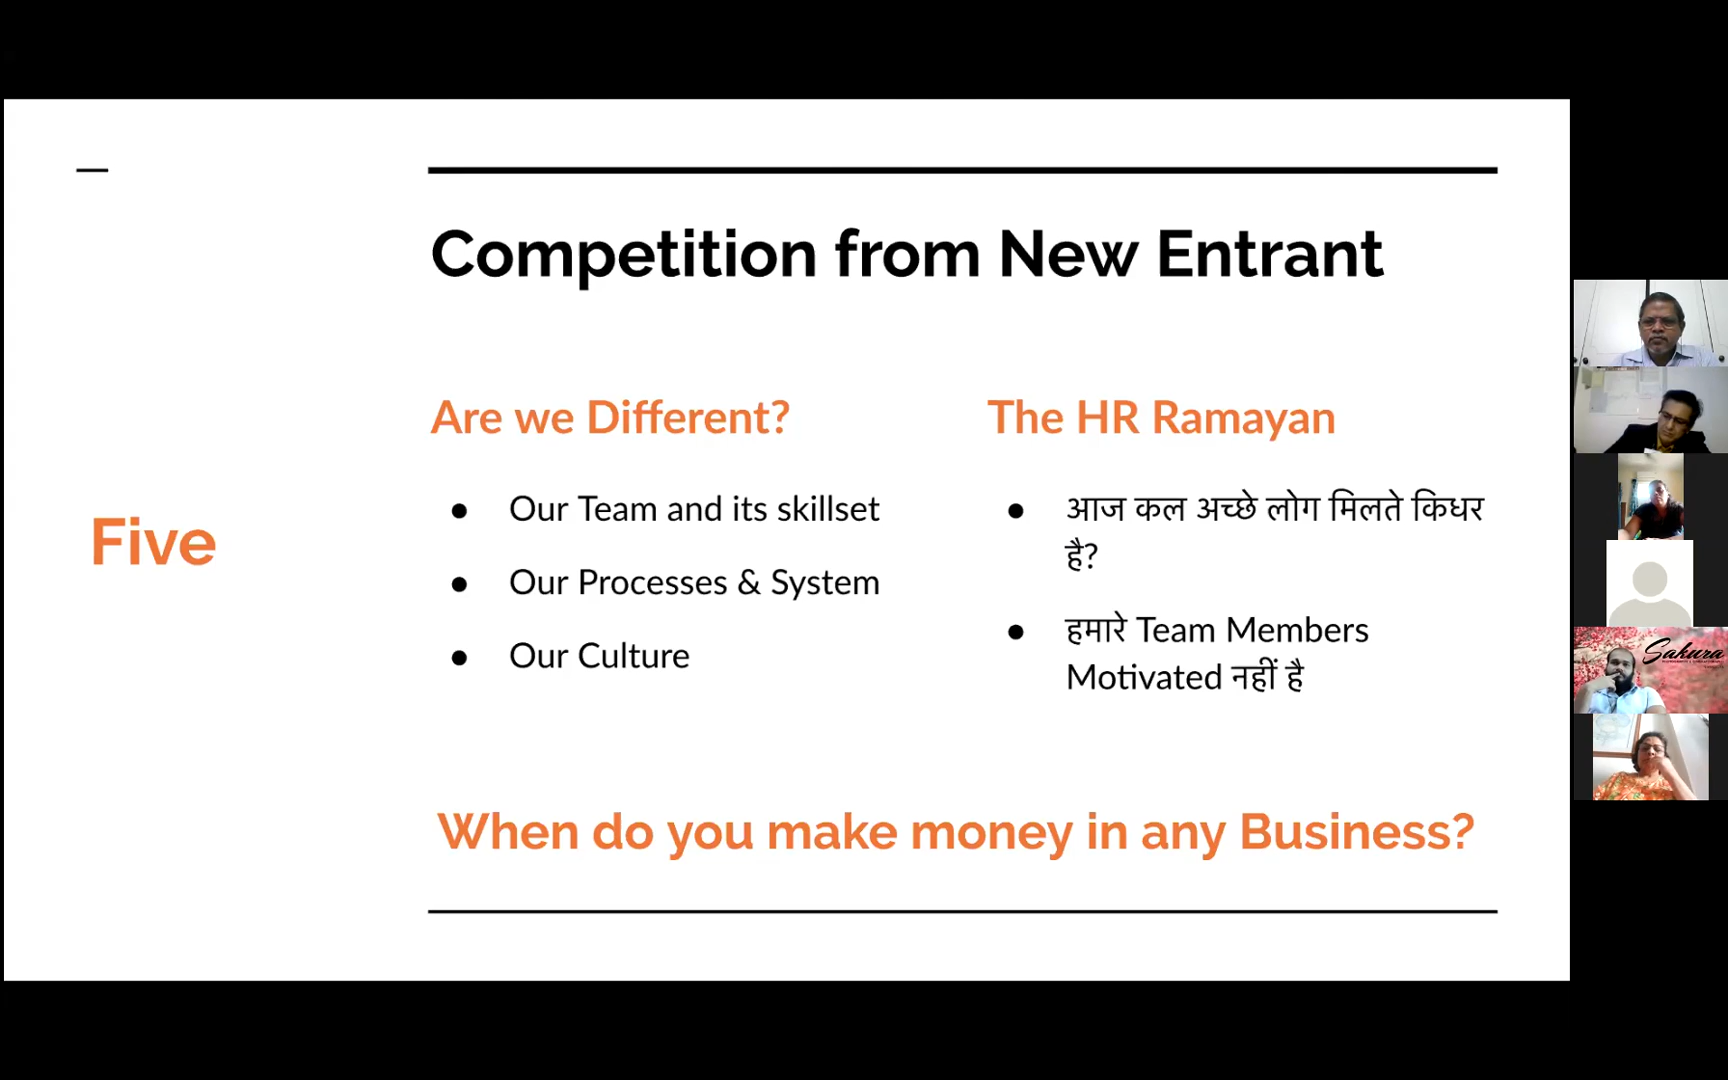 Competition from New Entrant
Five
Are we Different?
● Our Team and its skillset
● Our Processes & System
● Our Culture
The HR Ramayan
● आज कल अच्छे लोग मिलते किधर
है?
● हमारे Team Members
Motivated नहीं है
When do you make money in any Business?
Sakura